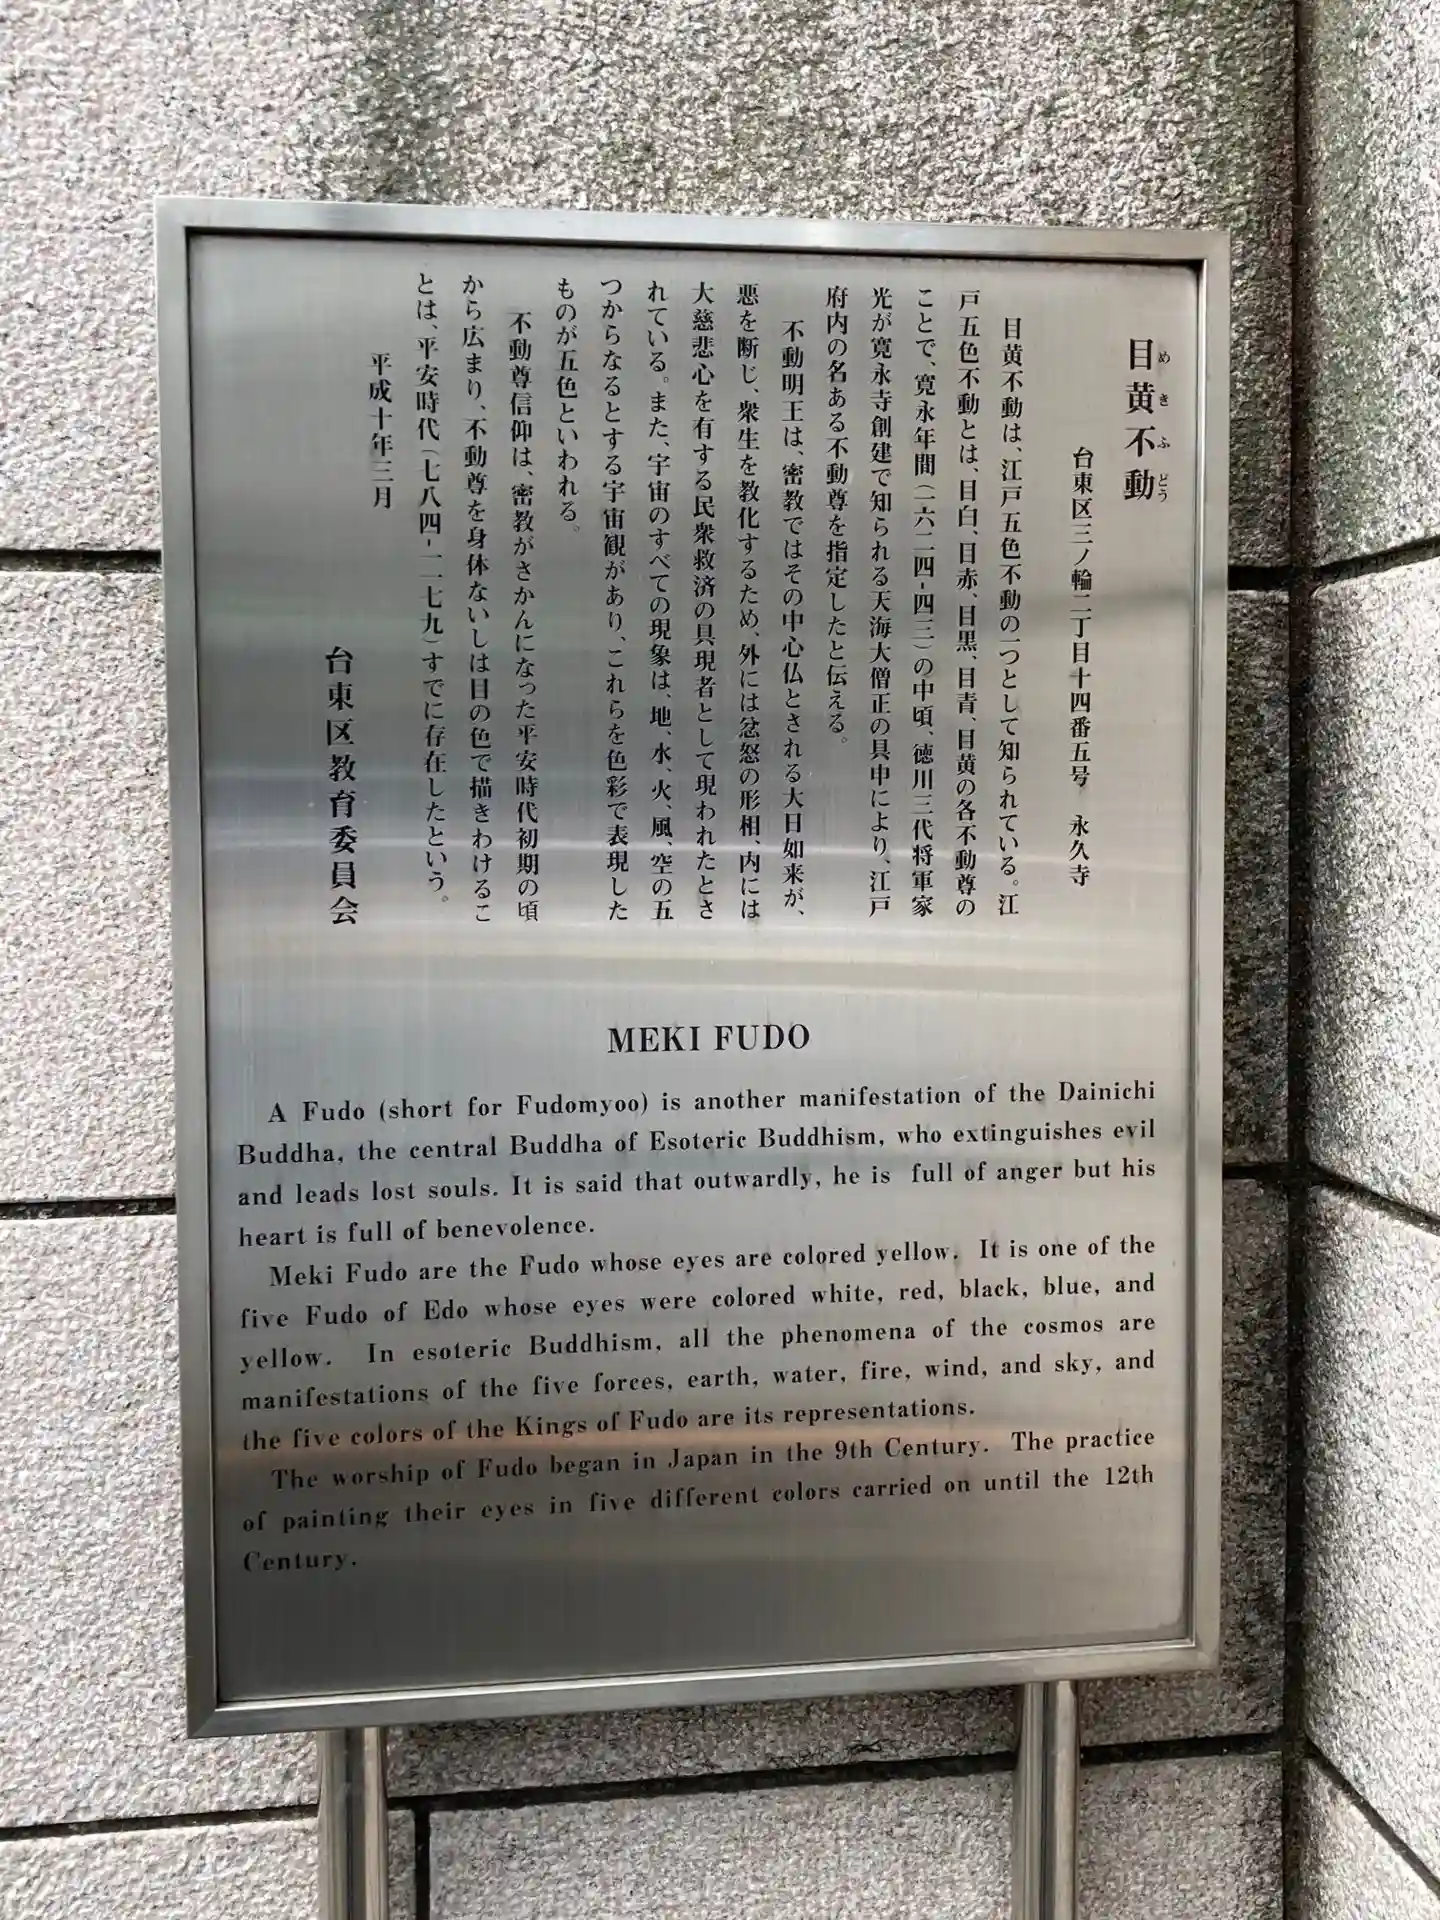 目黄不動
めきふどう
台東区三ノ輪二丁目十四番五号　永久寺
目黄不動は、江戸五色不動の一つとして知られている。江
戸五色不動とは、目白、目赤、目黒、目青、目黄の各不動尊の
ことで、寛永年間(一六二四-四三)の中頃、徳川三代将軍家
光が寛永寺創建で知られる天海大僧正の具申により、江戸
府内の名ある不動尊を指定したと伝える。
不動明王は、密教ではその中心仏とされる大日如来が、
悪を断じ、衆生を教化するため、外には忿怒の形相、内には
大慈悲心を有する民衆救済の具現者として現われたとさ
れている。また、宇宙のすべての現象は、地、水、火、風、空の五
つからなるとする宇宙観があり、これらを色彩で表現した
ものが五色といわれる。
不動尊信仰は、密教がさかんになった平安時代初期の頃
から広まり、不動尊を身体ないしは目の色で描きわけるこ
とは、平安時代(七八四-一一七九)すでに存在したという。
平成十年三月
台東区教育委員会
MEKI FUDO
A Fudo (short for Fudomyoo) is another manifestation of the Dainichi
Buddha, the central Buddha of Esoteric Buddhism, who extinguishes evil
and leads lost souls. It is said that outwardly, he is full of anger but his
heart is full of benevolence.
Meki Fudo are the Fudo whose eyes are colored yellow. It is one of the
five Fudo of Edo whose eyes were colored white, red, black, blue, and
yellow. In esoteric Buddhism, all the phenomena of the cosmos are
manifestations of the five forces, earth, water, fire, wind, and sky, and
the five colors of the Kings of Fudo are its representations.
The worship of Fudo began in Japan in the 9th Century. The practice
of painting their eyes in five different colors carried on until the 12th
Century.